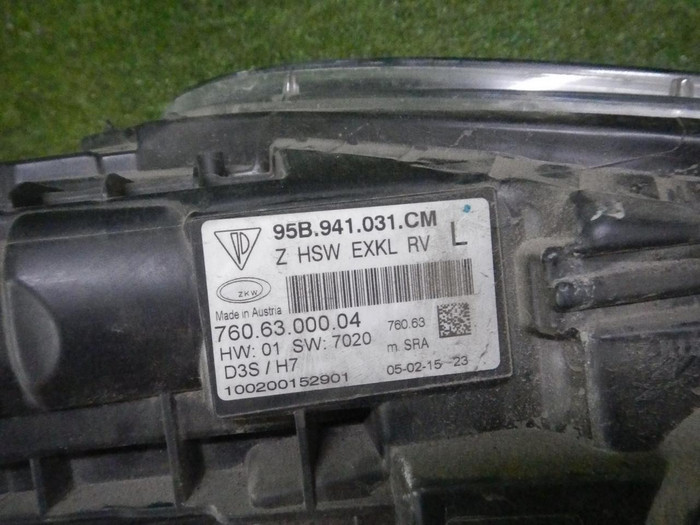 95B.941.031.CM
Z HSW EXKL RV L
ZKW
Made in Austria
760.63.000.04 760.63
HW: 01 SW: 7020 m. SRA
D3S / H7 05-02-15-23
100200152901